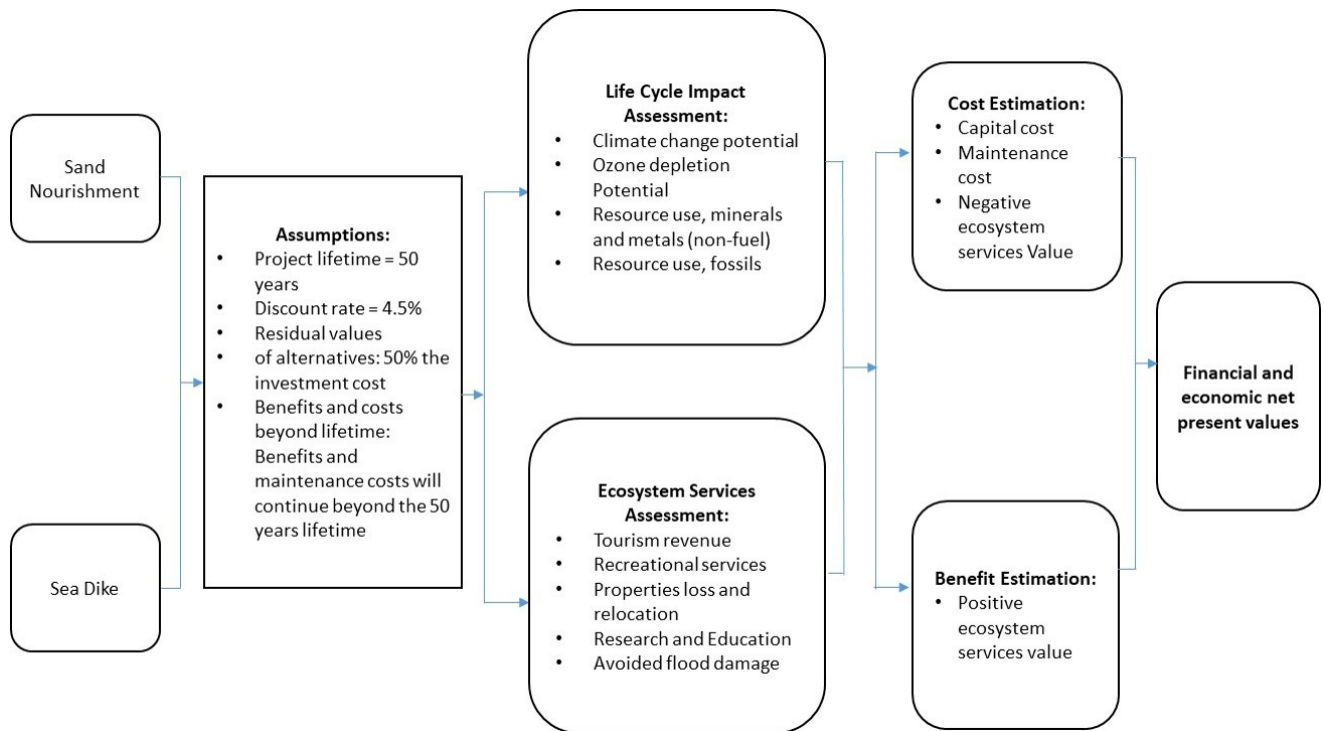 Sand
Nourishment
Sea Dike
Assumptions:
• Project lifetime = 50
years
• Discount rate = 4.5%
• Residual values
• of alternatives: 50% the
investment cost
• Benefits and costs
beyond lifetime:
Benefits and
maintenance costs will
continue beyond the 50
years lifetime
Life Cycle Impact
Assessment:
• Climate change potential
• Ozone depletion
Potential
• Resource use, minerals
and metals (non-fuel)
• Resource use, fossils
Ecosystem Services
Assessment:
• Tourism revenue
• Recreational services
• Properties loss and
relocation
• Research and Education
• Avoided flood damage
Cost Estimation:
• Capital cost
• Maintenance
cost
• Negative
ecosystem
services Value
Benefit Estimation:
• Positive
ecosystem
services value
Financial and
economic net
present values